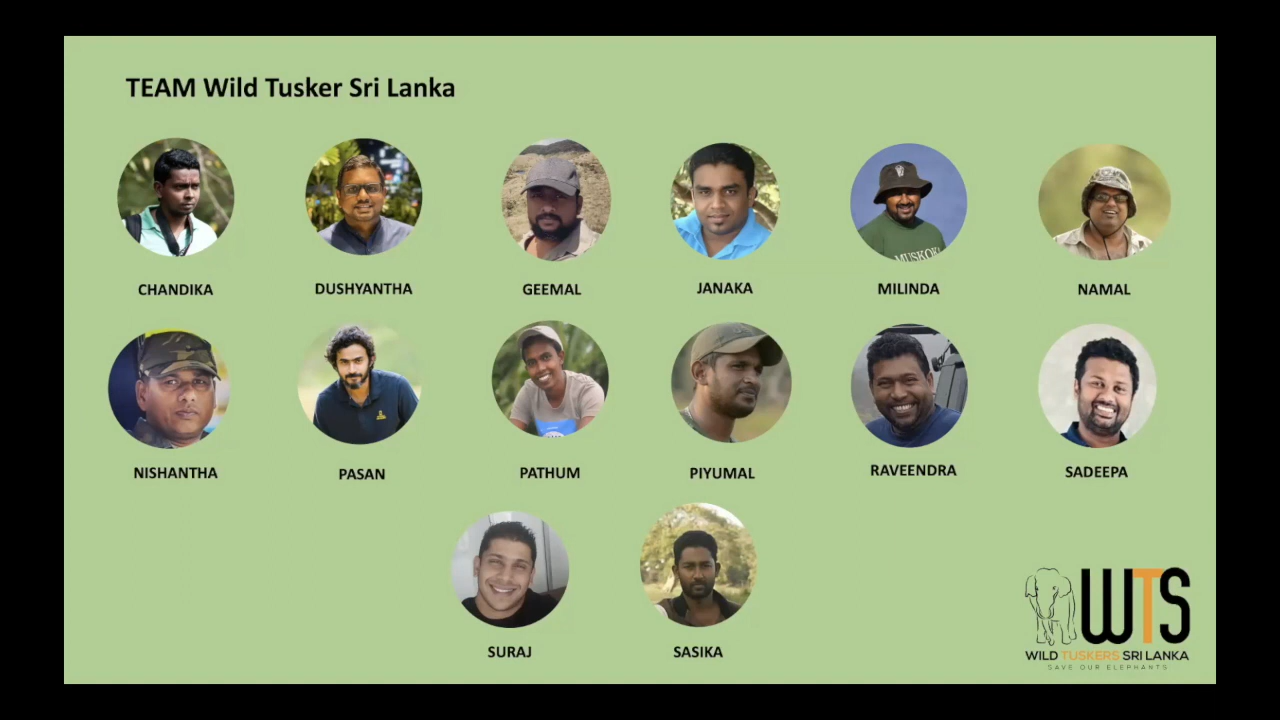 TEAM Wild Tusker Sri Lanka
CHANDIKA
DUSHYANTHA
GEEMAL
JANAKA
MILINDA
NAMAL
MUSKOK
NISHANTHA
PASAN
PATHUM
PIYUMAL
RAVEENDRA
SADEEPA
SURAJ
SASIKA
WTS
WILD TUSKERS SRI LANKA
SAVE OUR ELEPHANTS